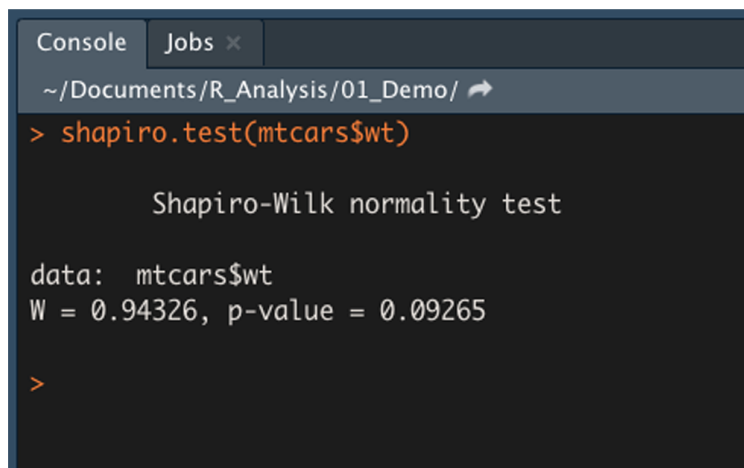 Console Jobs ×
~/Documents/R_Analysis/01_Demo/
> shapiro.test(mtcars$wt)
Shapiro-Wilk normality test
data:  mtcars$wt
W = 0.94326, p-value = 0.09265
>